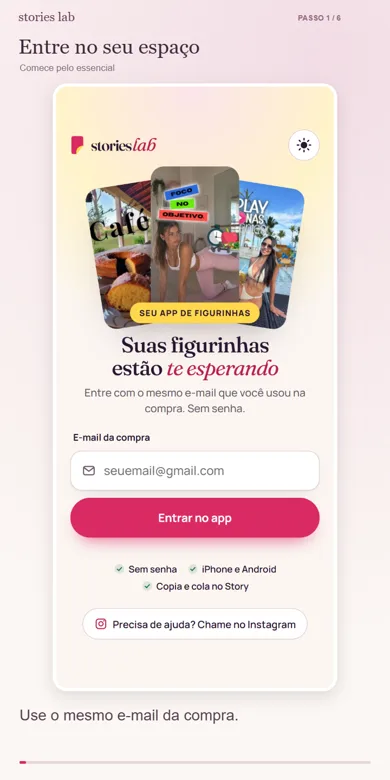 stories lab
PASSO 1 / 6
Entre no seu espaço
Comece pelo essencial
storieslab
Café
FOCO
NO
OBJETIVO
PLAY
NAS
SEU APP DE FIGURINHAS
Suas figurinhas
estão te esperando
Entre com o mesmo e-mail que você usou na
compra. Sem senha.
E-mail da compra
seuemail@gmail.com
Entrar no app
Sem senha
iPhone e Android
Copia e cola no Story
Precisa de ajuda? Chame no Instagram
Use o mesmo e-mail da compra.